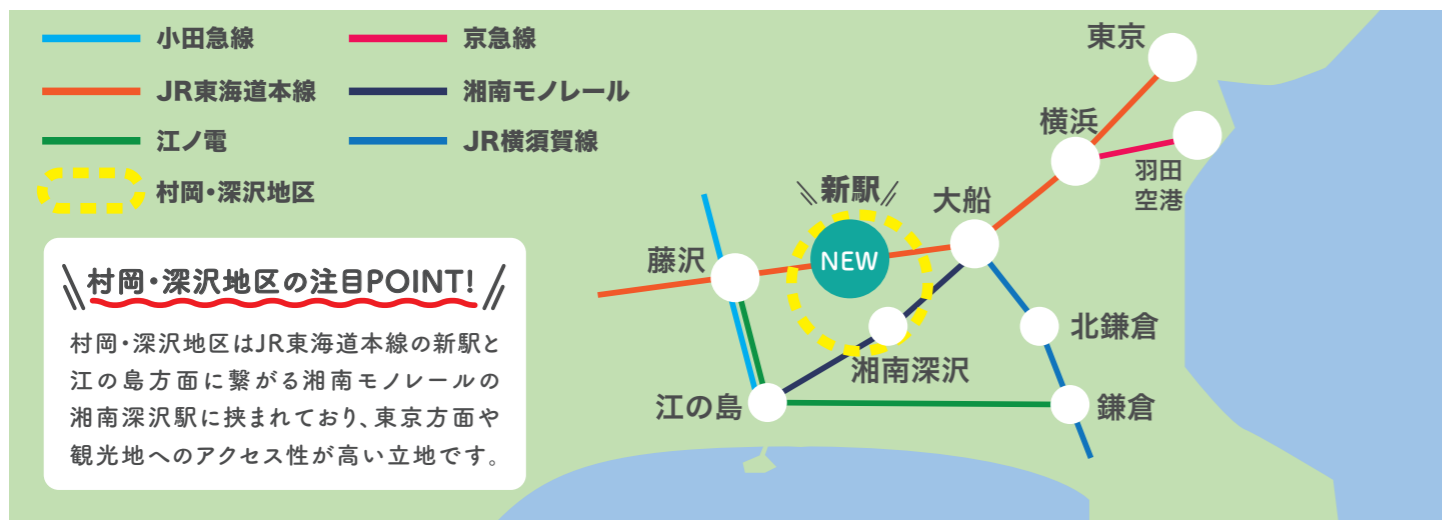 小田急線
京急線
JR東海道本線
湘南モノレール
江ノ電
JR横須賀線
村岡・深沢地区
村岡・深沢地区の注目POINT!
村岡・深沢地区はJR東海道本線の新駅と
江の島方面に繋がる湘南モノレールの
湘南深沢駅に挟まれており、東京方面や
観光地へのアクセス性が高い立地です。
東京
横浜
羽田
空港
新駅
大船
藤沢
NEW
北鎌倉
湘南深沢
江の島
鎌倉